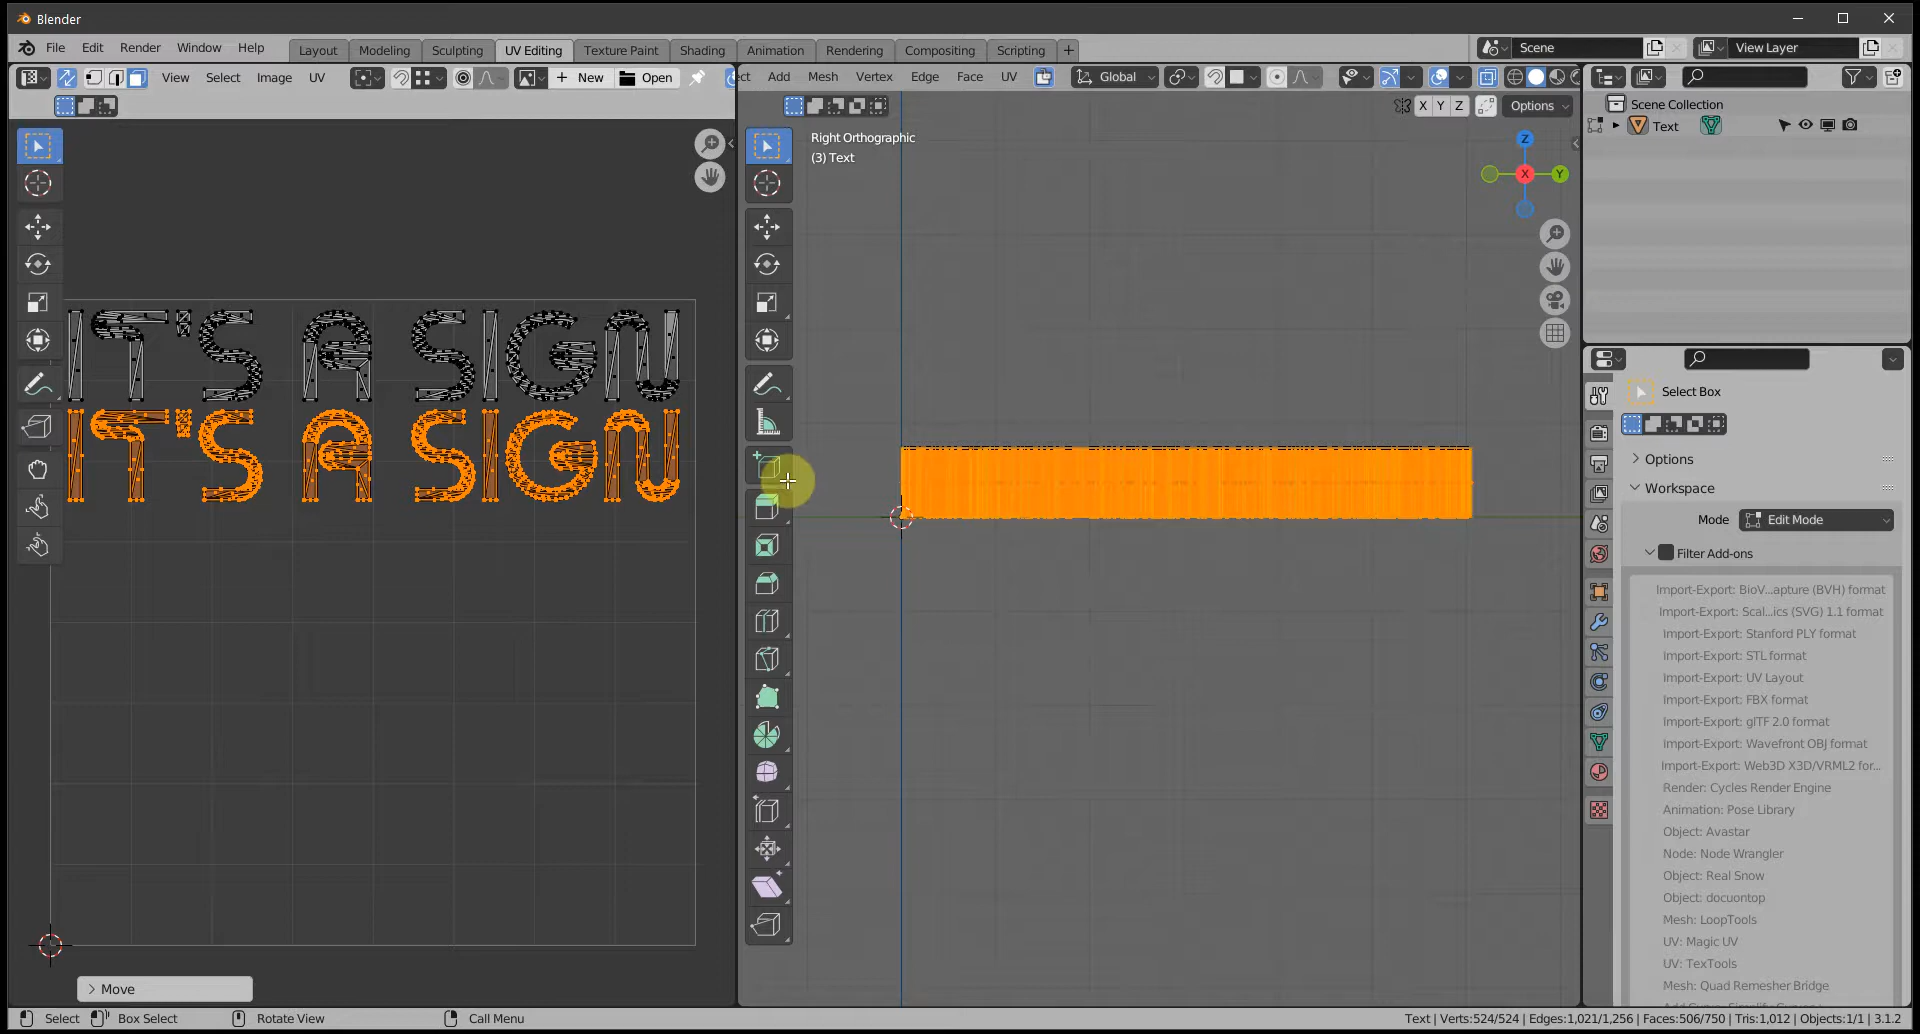 Blender
File Edit Render Window Help Layout Modeling Sculpting UV Editing Texture Paint Shading Animation Rendering Compositing Scripting + Scene View Layer
View Select Image UV New Open ct Add Mesh Vertex Edge Face UV Global
X Y Z Options
Scene Collection
Text
Right Orthographic
(3) Text
Z
X
Y
IT'S A SIGN
IT'S A SIGN
Select Box
Options
Workspace
Mode Edit Mode
Filter Add-ons
Import-Export: BioV...apture (BVH) format
Import-Export: Scal...ics (SVG) 1.1 format
Import-Export: Stanford PLY format
Import-Export: STL format
Import-Export: UV Layout
Import-Export: FBX format
Import-Export: glTF 2.0 format
Import-Export: Wavefront OBJ format
Import-Export: Web3D X3D/VRML2 for...
Render: Cycles Render Engine
Animation: Pose Library
Object: Avastar
Node: Node Wrangler
Object: Real Snow
Object: docuontop
Mesh: LoopTools
UV: Magic UV
UV: TexTools
Mesh: Quad Remesher Bridge
Move
Select Box Select Rotate View Call Menu Text | Verts:524/524 | Edges:1,021/1,256 | Faces:506/750 | Tris:1,012 | Objects:1/1 | 3.1.2